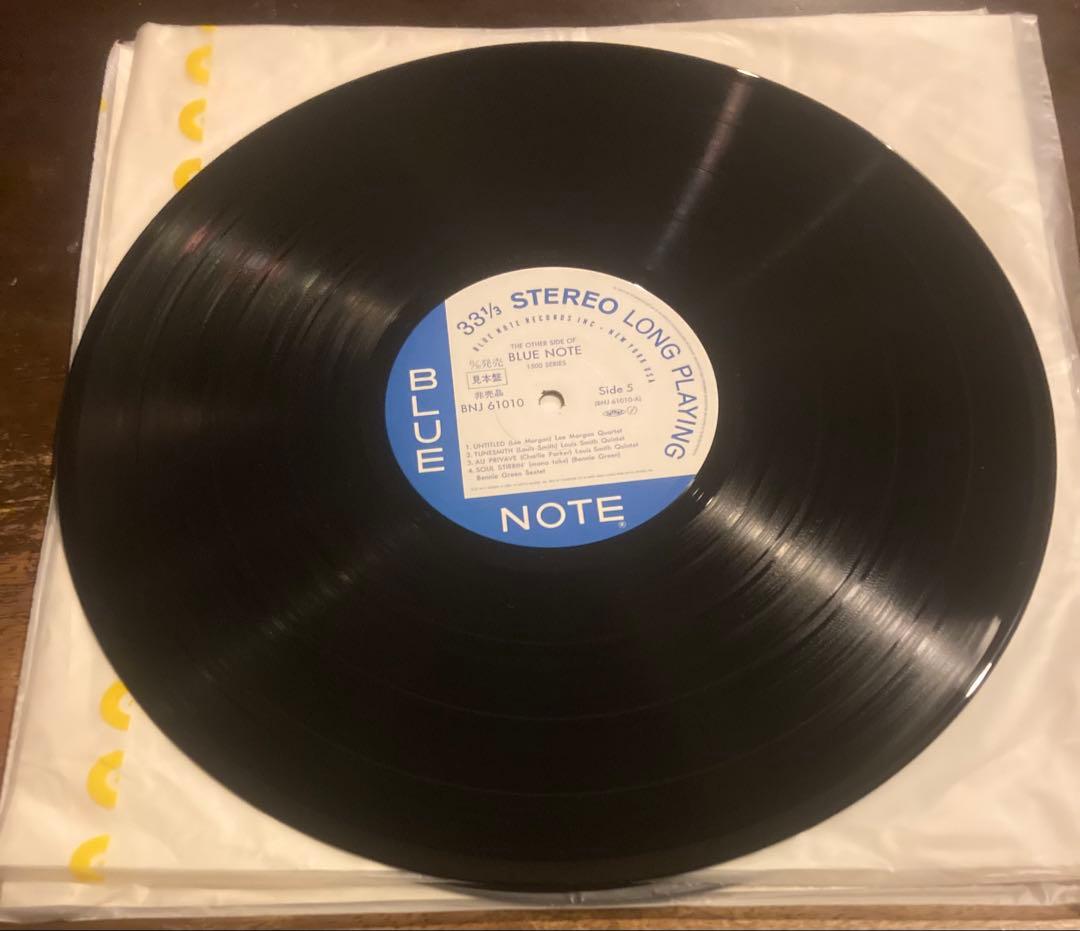 33⅓ STEREO LONG PLAYING
BLUE NOTE RECORDS INC · NEW YORK USA
THE OTHER SIDE OF
BLUE NOTE
1500 SERIES
発売
見本盤
非売品
BNJ 61010
Side 5
(BNJ 61010-A)
1. UNTITLED (Lee Morgan) Lee Morgan Quartet
2. TUNESMITH (Louis Smith) Louis Smith Quintet
3. AU PRIVAVE (Charlie Parker) Louis Smith Quintet
4. SOUL STIRRIN' (mono take) (Bennie Green)
Bennie Green Sextet
BLUE
NOTE®